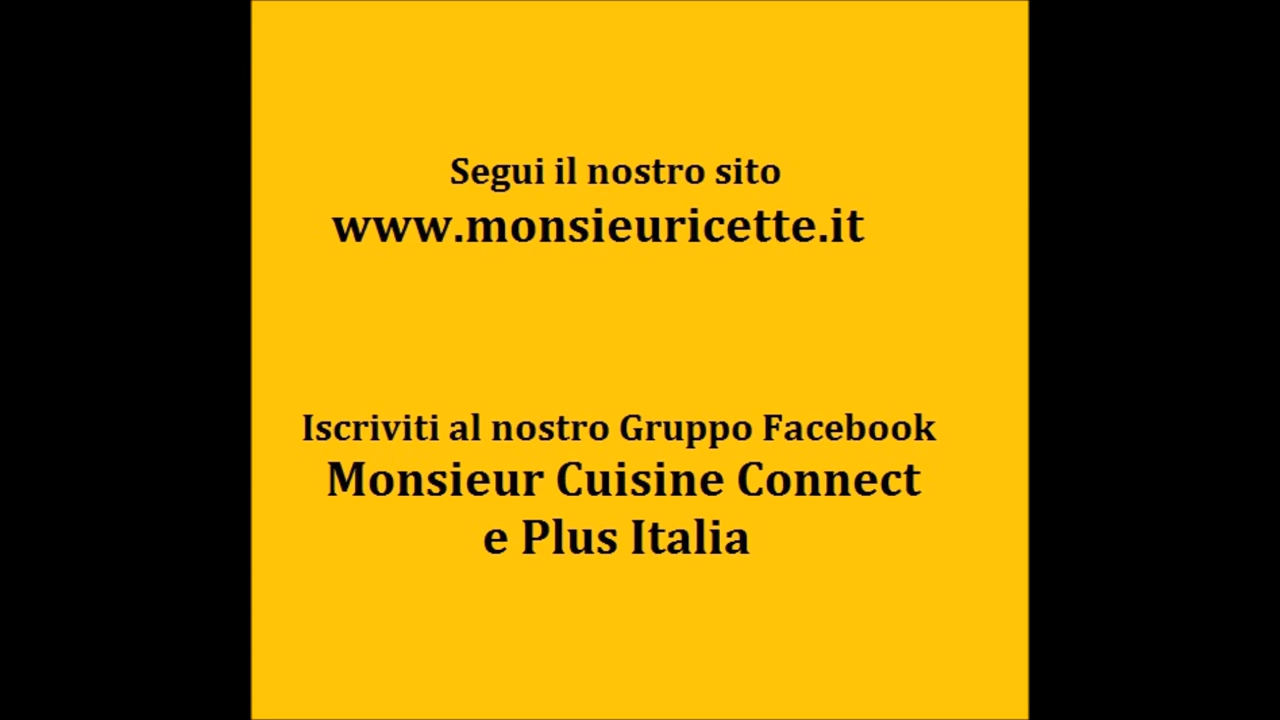 Segui il nostro sito
www.monsieuricette.it
Iscriviti al nostro Gruppo Facebook
Monsieur Cuisine Connect
e Plus Italia